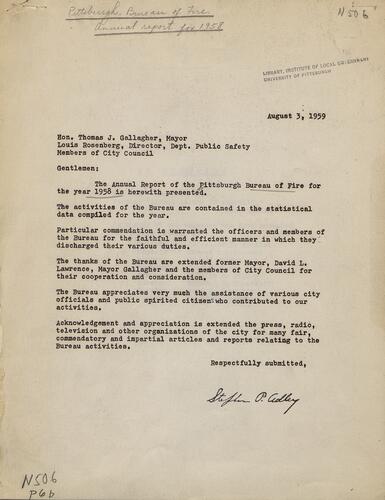 Pittsburgh. Bureau of Fire.
Annual report for 1958
N506
LIBRARY, INSTITUTE OF LOCAL GOVERNMENT
UNIVERSITY OF PITTSBURGH
August 3, 1959
Hon. Thomas J. Gallagher, Mayor
Louis Rosenberg, Director, Dept. Public Safety
Members of City Council
Gentlemen:
The Annual Report of the Pittsburgh Bureau of Fire for
the year 1958 is herewith presented.
The activities of the Bureau are contained in the statistical
data compiled for the year.
Particular commendation is warranted the officers and members of
the Bureau for the faithful and efficient manner in which they
discharged their various duties.
The thanks of the Bureau are extended former Mayor, David L.
Lawrence, Mayor Gallagher and the members of City Council for
their cooperation and consideration.
The Bureau appreciates very much the assistance of various city
officials and public spirited citizens who contributed to our
activities.
Acknowledgement and appreciation is extended the press, radio,
television and other organizations of the city for many fair,
commendatory and impartial articles and reports relating to the
Bureau activities.
Respectfully submitted,
Stephen P. Adley
N506
P6b